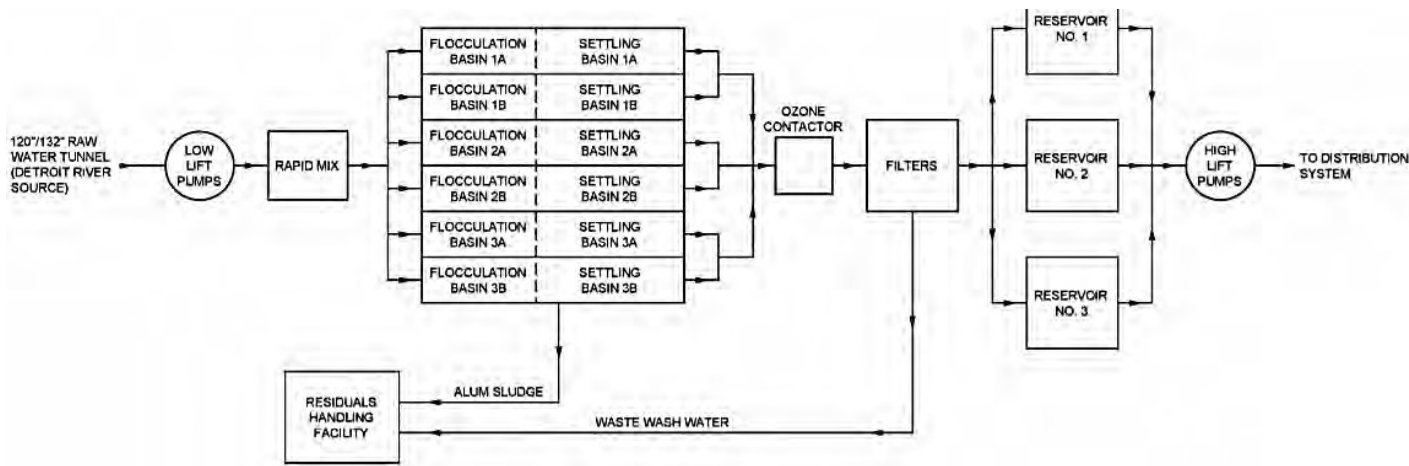 120"/132" RAW
WATER TUNNEL
(DETROIT RIVER
SOURCE)
LOW
LIFT
PUMPS
RAPID MIX
FLOCCULATION
BASIN 1A
SETTLING
BASIN 1A
FLOCCULATION
BASIN 1B
SETTLING
BASIN 1B
FLOCCULATION
BASIN 2A
SETTLING
BASIN 2A
FLOCCULATION
BASIN 2B
SETTLING
BASIN 2B
FLOCCULATION
BASIN 3A
SETTLING
BASIN 3A
FLOCCULATION
BASIN 3B
SETTLING
BASIN 3B
OZONE
CONTACTOR
FILTERS
RESERVOIR
NO. 1
RESERVOIR
NO. 2
RESERVOIR
NO. 3
HIGH
LIFT
PUMPS
TO DISTRIBUTION
SYSTEM
ALUM SLUDGE
WASTE WASH WATER
RESIDUALS
HANDLING
FACILITY